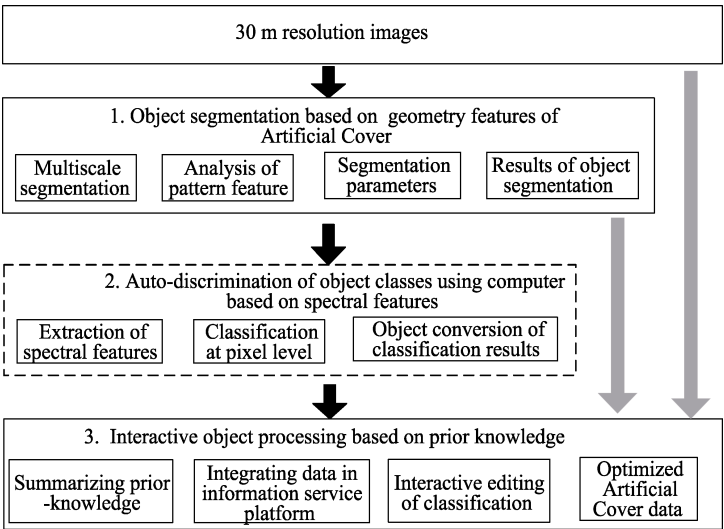 30 m resolution images
1. Object segmentation based on geometry features of
Artificial Cover
Multiscale
segmentation
Analysis of
pattern feature
Segmentation
parameters
Results of object
segmentation
2. Auto-discrimination of object classes using computer
based on spectral features
Extraction of
spectral features
Classification
at pixel level
Object conversion of
classification results
3. Interactive object processing based on prior knowledge
Summarizing prior
-knowledge
Integrating data in
information service
platform
Interactive editing
of classification
Optimized
Artificial
Cover data